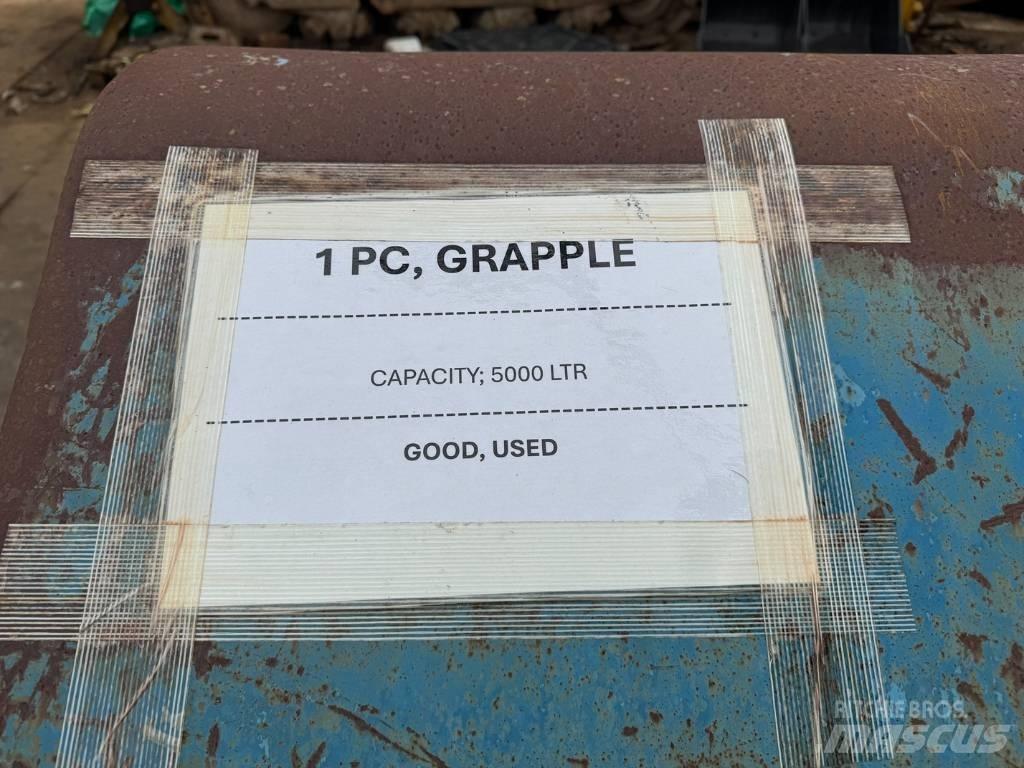 1 PC, GRAPPLE
CAPACITY; 5000 LTR
GOOD, USED
RITCHIE BROS.
mascus